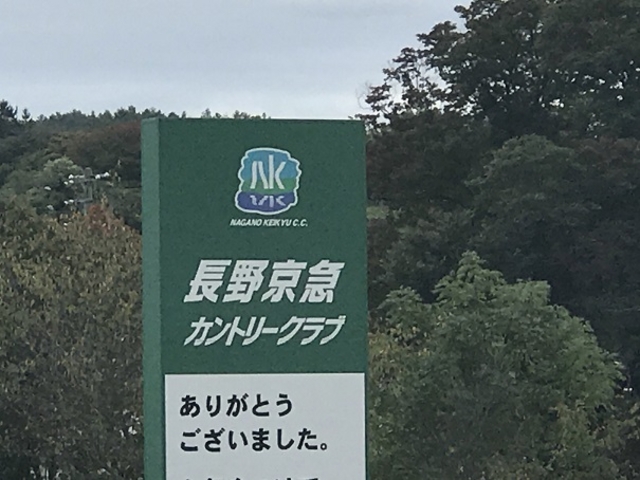 NAGANO KEIKYU C.C.
長野京急
カントリークラブ
ありがとう
ございました。